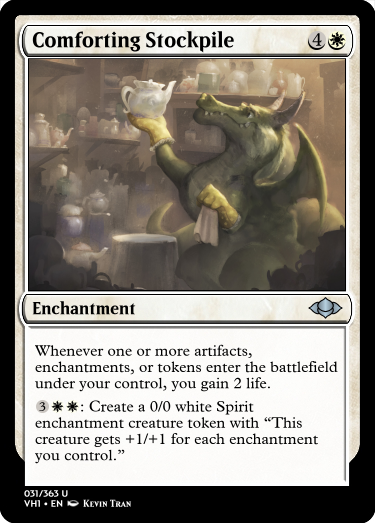 Comforting Stockpile 4
Enchantment
Whenever one or more artifacts,
enchantments, or tokens enter the battlefield
under your control, you gain 2 life.
3: Create a 0/0 white Spirit
enchantment creature token with “This
creature gets +1/+1 for each enchantment
you control.”
031/363 U
VH1 • EN KEVIN TRAN